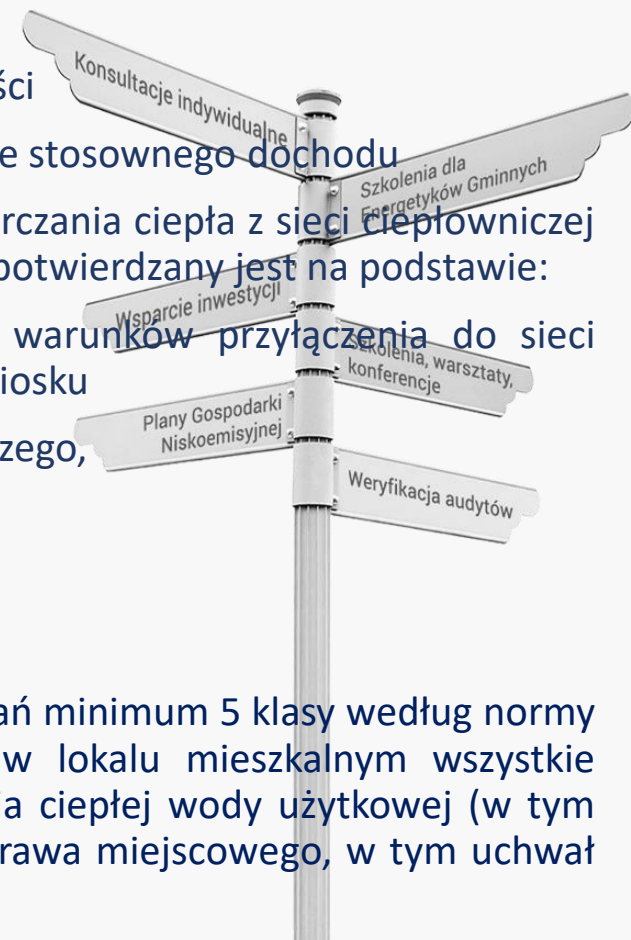 ści
Konsultacje indywidualne
e stosownego dochodu
Szkolenia dla
Energetyków Gminnych
rczania ciepła z sieci ciepłowniczej
potwierdzany jest na podstawie:
Wsparcie inwestycji
warunków przyłączenia do sieci
Szkolenia, warsztaty,
konferencje
iosku
Plany Gospodarki
Niskoemisyjnej
zego,
Weryfikacja audytów
ań minimum 5 klasy według normy
w lokalu mieszkalnym wszystkie
ia ciepłej wody użytkowej (w tym
rawa miejscowego, w tym uchwał